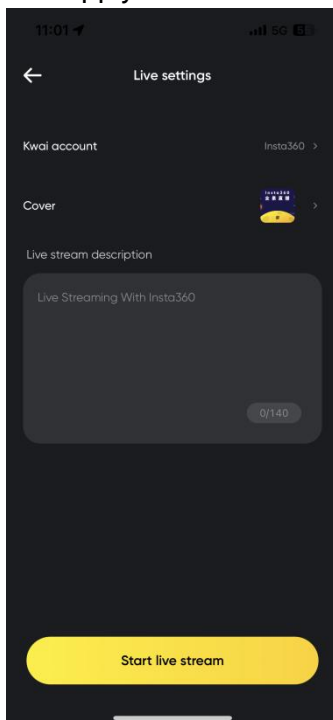 11:01
5G
Live settings
Kwai account
Insta360 >
Cover
>
Live stream description
Live Streaming With Insta360
0/140
Start live stream